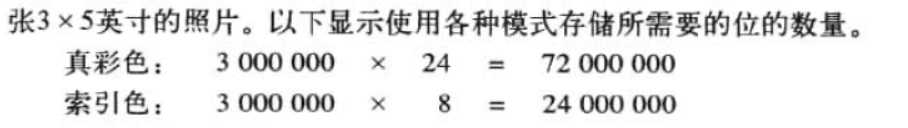 张3×5英寸的照片。以下显示使用各种模式存储所需要的位的数量。
真彩色： 3 000 000 × 24 = 72 000 000
索引色： 3 000 000 × 8 = 24 000 000